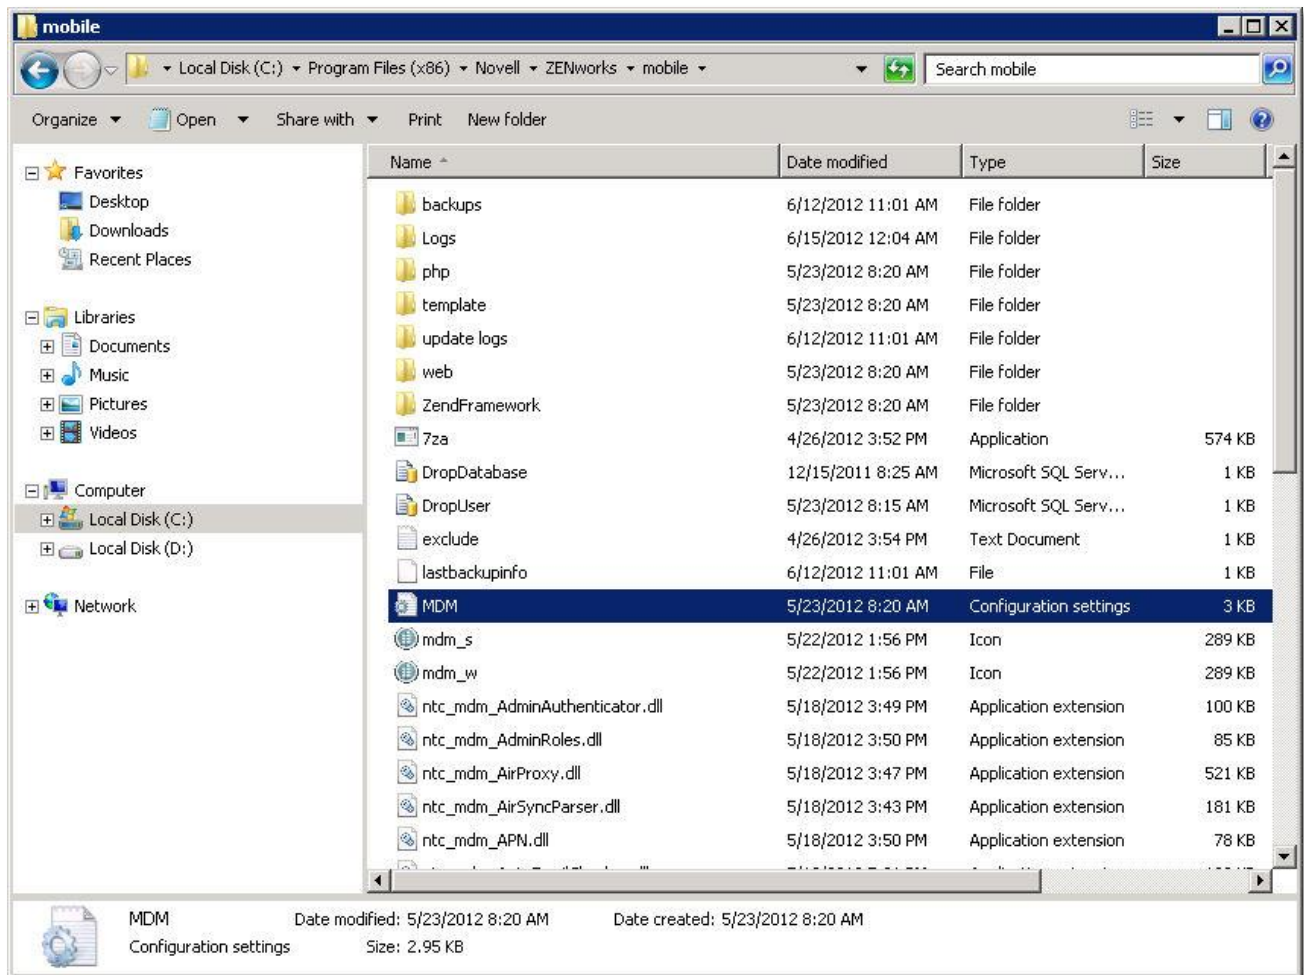 mobile
Local Disk (C:) Program Files (x86) Novell ZENworks mobile Search mobile
Organize Open Share with Print New folder
Favorites
Desktop
Downloads
Recent Places
Libraries
Documents
Music
Pictures
Videos
Computer
Local Disk (C:)
Local Disk (D:)
Network
Name Date modified Type Size
backups 6/12/2012 11:01 AM File folder
Logs 6/15/2012 12:04 AM File folder
php 5/23/2012 8:20 AM File folder
template 5/23/2012 8:20 AM File folder
update logs 6/12/2012 11:01 AM File folder
web 5/23/2012 8:20 AM File folder
ZendFramework 5/23/2012 8:20 AM File folder
7za 4/26/2012 3:52 PM Application 574 KB
DropDatabase 12/15/2011 8:25 AM Microsoft SQL Serv... 1 KB
DropUser 5/23/2012 8:15 AM Microsoft SQL Serv... 1 KB
exclude 4/26/2012 3:54 PM Text Document 1 KB
lastbackupinfo 6/12/2012 11:01 AM File 1 KB
MDM 5/23/2012 8:20 AM Configuration settings 3 KB
mdm_s 5/22/2012 1:56 PM Icon 289 KB
mdm_w 5/22/2012 1:56 PM Icon 289 KB
ntc_mdm_AdminAuthenticator.dll 5/18/2012 3:49 PM Application extension 100 KB
ntc_mdm_AdminRoles.dll 5/18/2012 3:50 PM Application extension 85 KB
ntc_mdm_AirProxy.dll 5/18/2012 3:47 PM Application extension 521 KB
ntc_mdm_AirSyncParser.dll 5/18/2012 3:43 PM Application extension 181 KB
ntc_mdm_APN.dll 5/18/2012 3:50 PM Application extension 78 KB
MDM Date modified: 5/23/2012 8:20 AM Date created: 5/23/2012 8:20 AM
Configuration settings Size: 2.95 KB